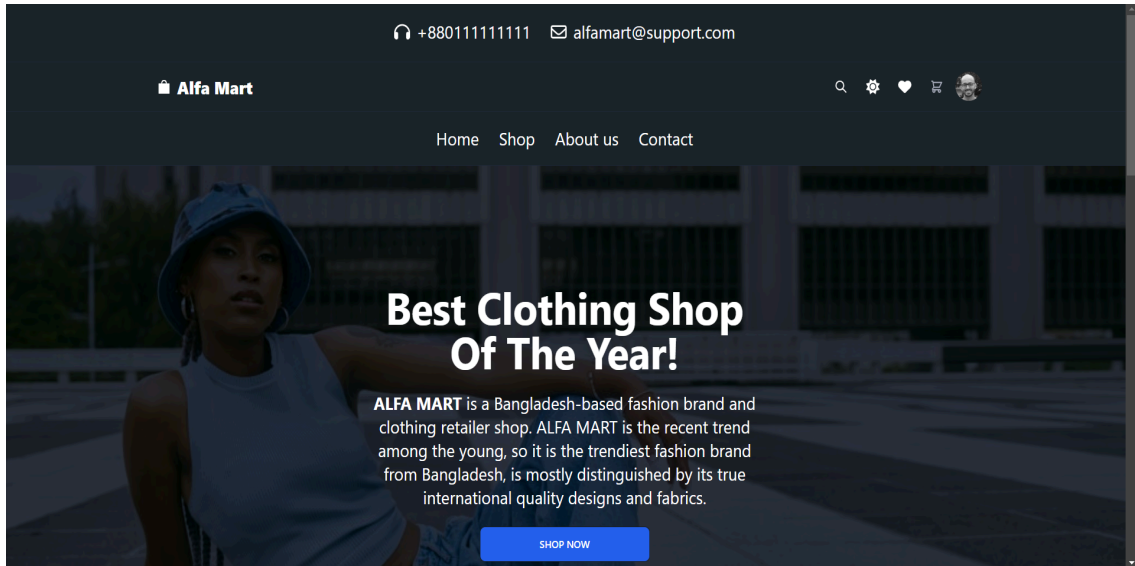 +880111111111 alfamart@support.com
Alfa Mart
Home Shop About us Contact
Best Clothing Shop
Of The Year!
ALFA MART is a Bangladesh-based fashion brand and
clothing retailer shop. ALFA MART is the recent trend
among the young, so it is the trendiest fashion brand
from Bangladesh, is mostly distinguished by its true
international quality designs and fabrics.
SHOP NOW